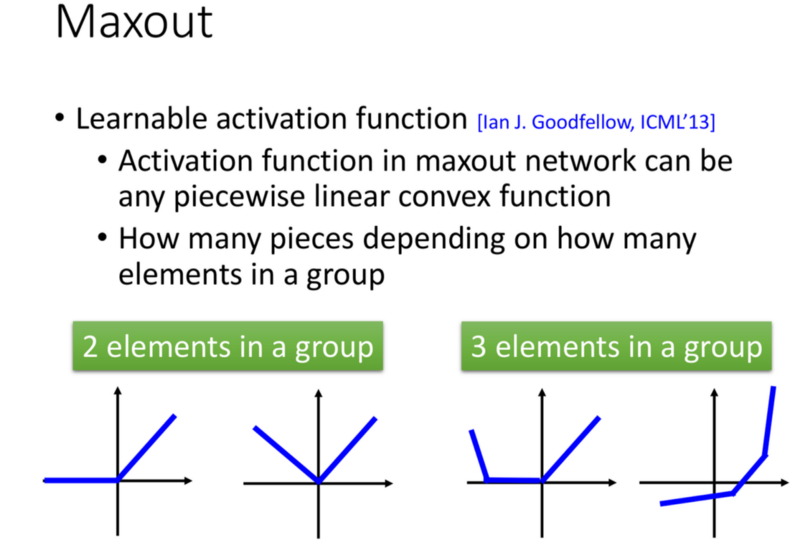 Maxout
• Learnable activation function [Ian J. Goodfellow, ICML’13]
• Activation function in maxout network can be
any piecewise linear convex function
• How many pieces depending on how many
elements in a group
2 elements in a group
3 elements in a group